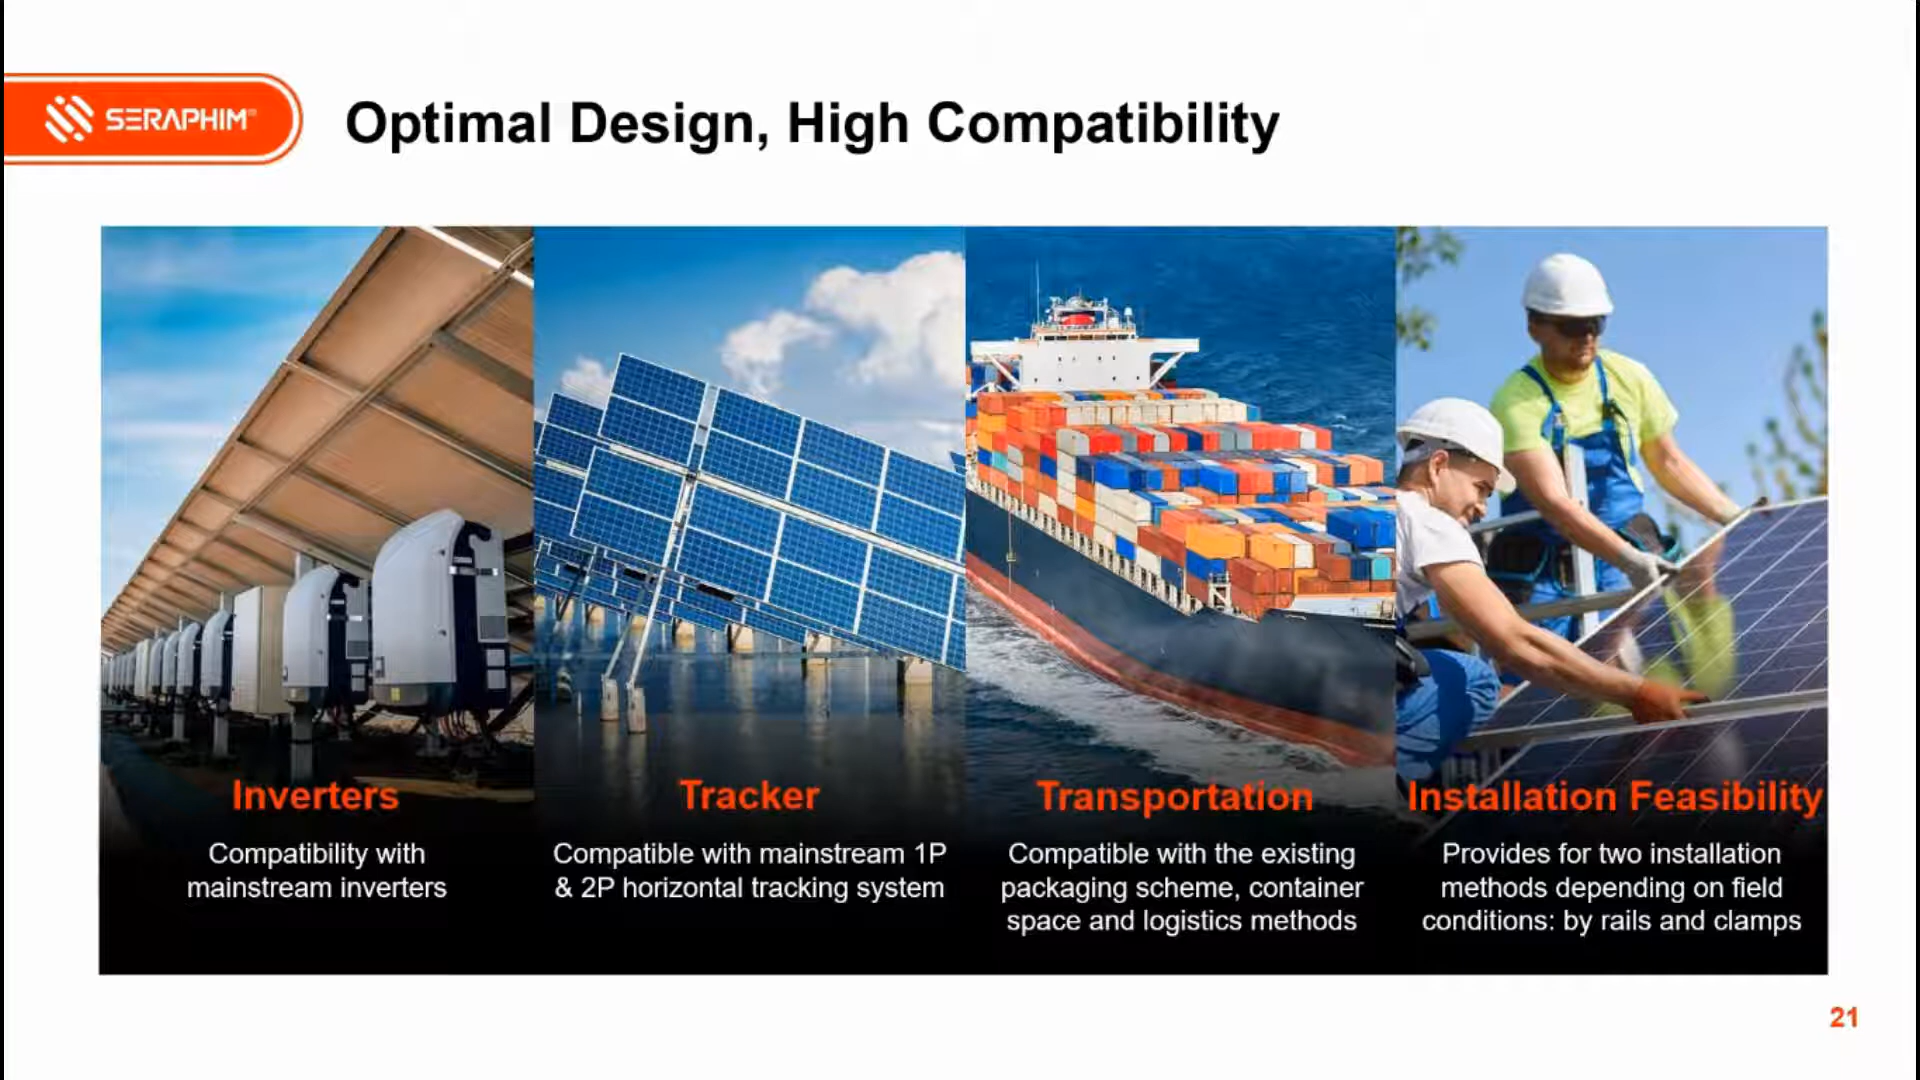 SERAPHIM®
Optimal Design, High Compatibility
Inverters
Compatibility with
mainstream inverters
Tracker
Compatible with mainstream 1P
& 2P horizontal tracking system
Transportation
Compatible with the existing
packaging scheme, container
space and logistics methods
Installation Feasibility
Provides for two installation
methods depending on field
conditions: by rails and clamps
21